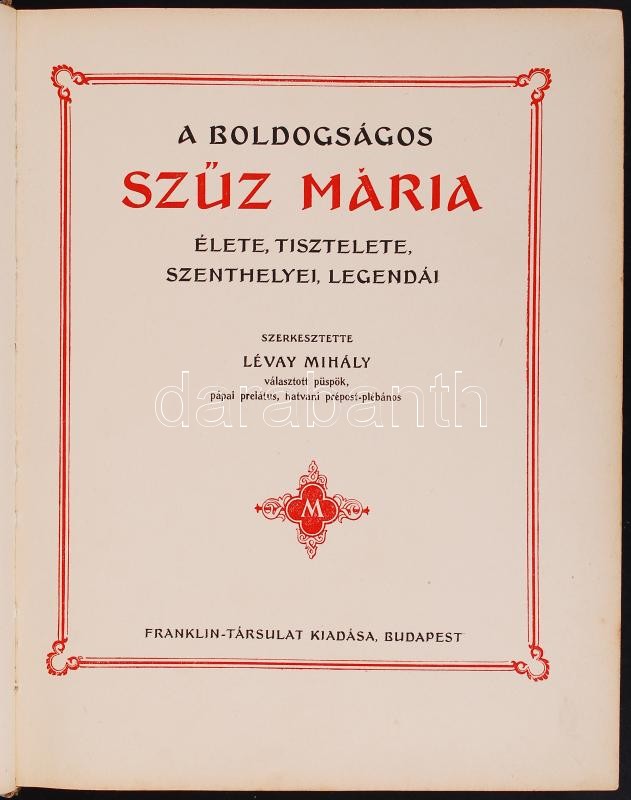 A BOLDOGSÁGOS
SZŰZ MÁRIA
ÉLETE, TISZTELETE,
SZENTHELYEI, LEGENDÁI
SZERKESZTETTE
LÉVAY MIHÁLY
választott püspök,
pápai prelátus, hatvani prépost-plébános
darabanth
M
FRANKLIN-TÁRSULAT KIADÁSA, BUDAPEST